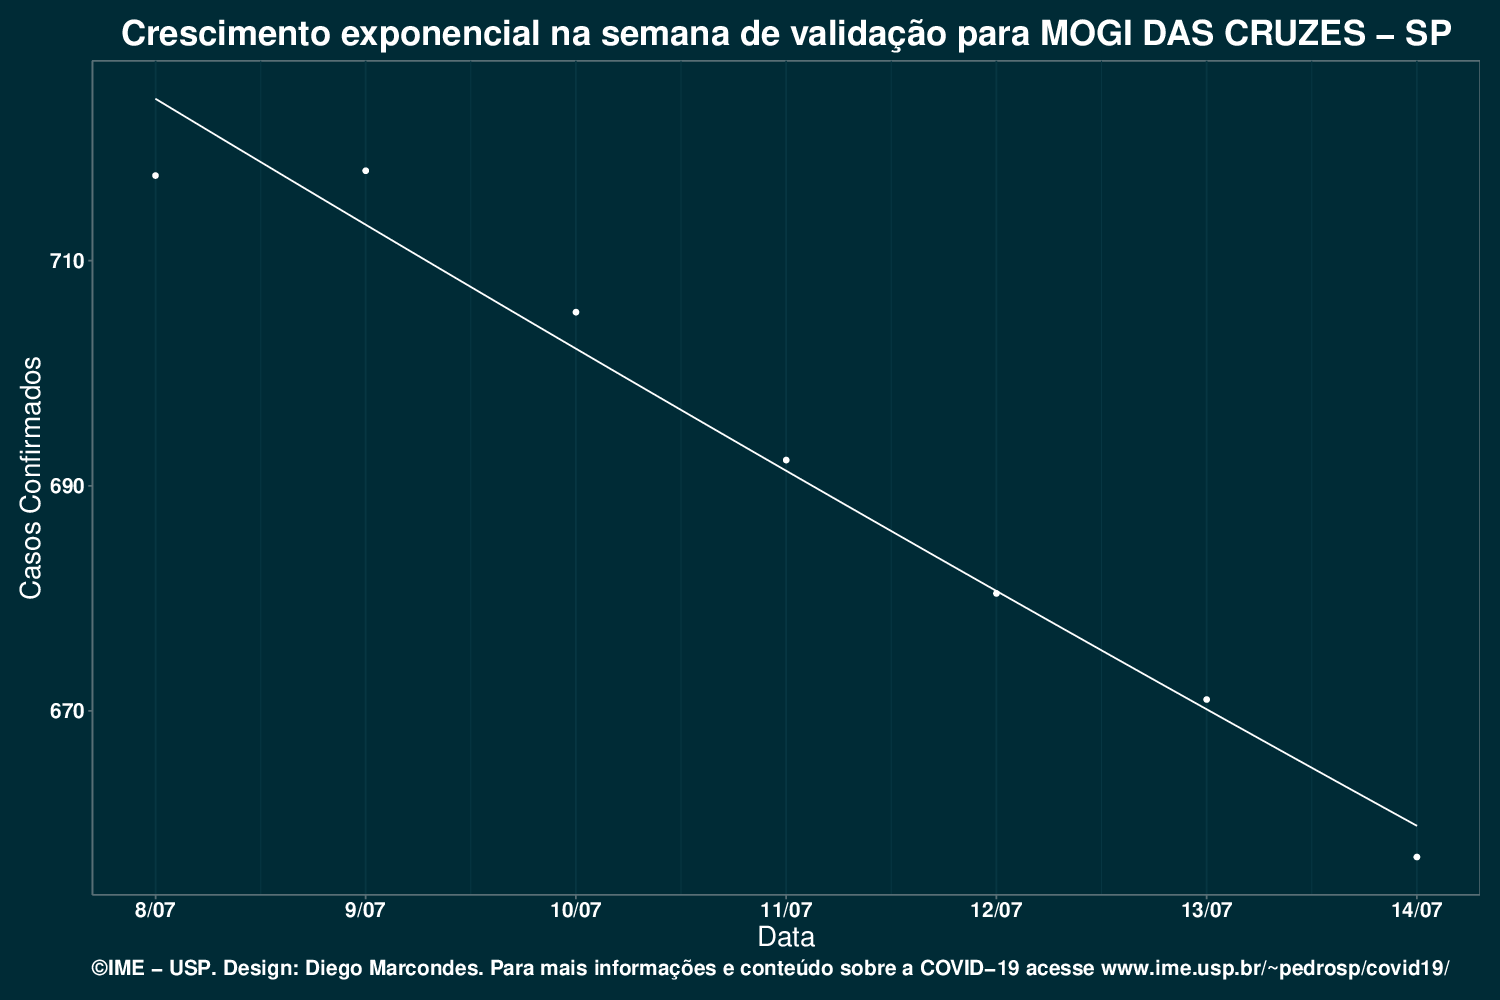 Crescimento exponencial na semana de validação para MOGI DAS CRUZES – SP
Casos Confirmados
710
690
670
8/07 9/07 10/07 11/07 12/07 13/07 14/07
Data
©IME – USP. Design: Diego Marcondes. Para mais informações e conteúdo sobre a COVID–19 acesse www.ime.usp.br/~pedrosp/covid19/